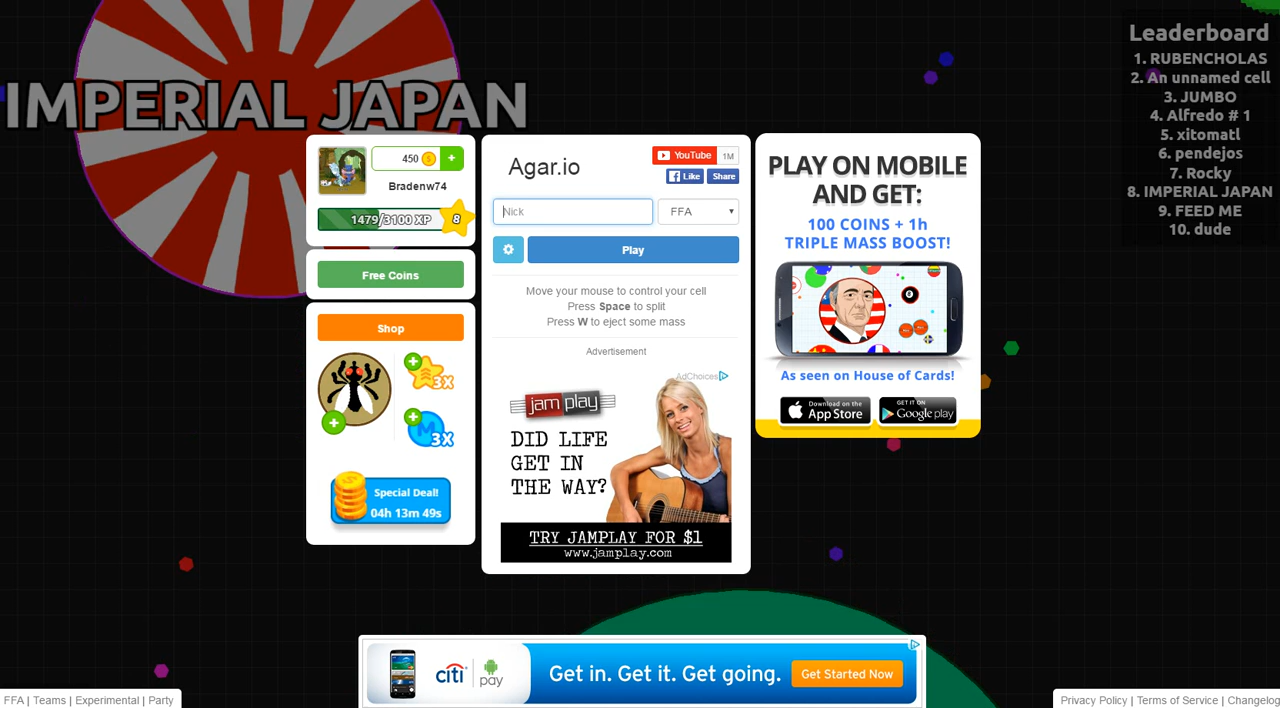 IMPERIAL JAPAN
Leaderboard
1. RUBENCHOLAS
2. An unnamed cell
3. JUMBO
4. Alfredo # 1
5. xitomatl
6. pendejos
7. Rocky
8. IMPERIAL JAPAN
9. FEED ME
10. dude
450
+
Bradenw74
1479/3100 XP
8
Free Coins
Shop
3X
M
3X
Special Deal!
04h 13m 49s
Agar.io
YouTube 1M
Like Share
Nick
FFA
Play
Move your mouse to control your cell
Press Space to split
Press W to eject some mass
Advertisement
AdChoices
jam play
DID LIFE
GET IN
THE WAY?
TRY JAMPLAY FOR $1
www.jamplay.com
PLAY ON MOBILE
AND GET:
100 COINS + 1h
TRIPLE MASS BOOST!
8
As seen on House of Cards!
Download on the
App Store
GET IT ON
Google play
citi pay
Get in. Get it. Get going.
Get Started Now
FFA | Teams | Experimental | Party
Privacy Policy | Terms of Service | Changelog